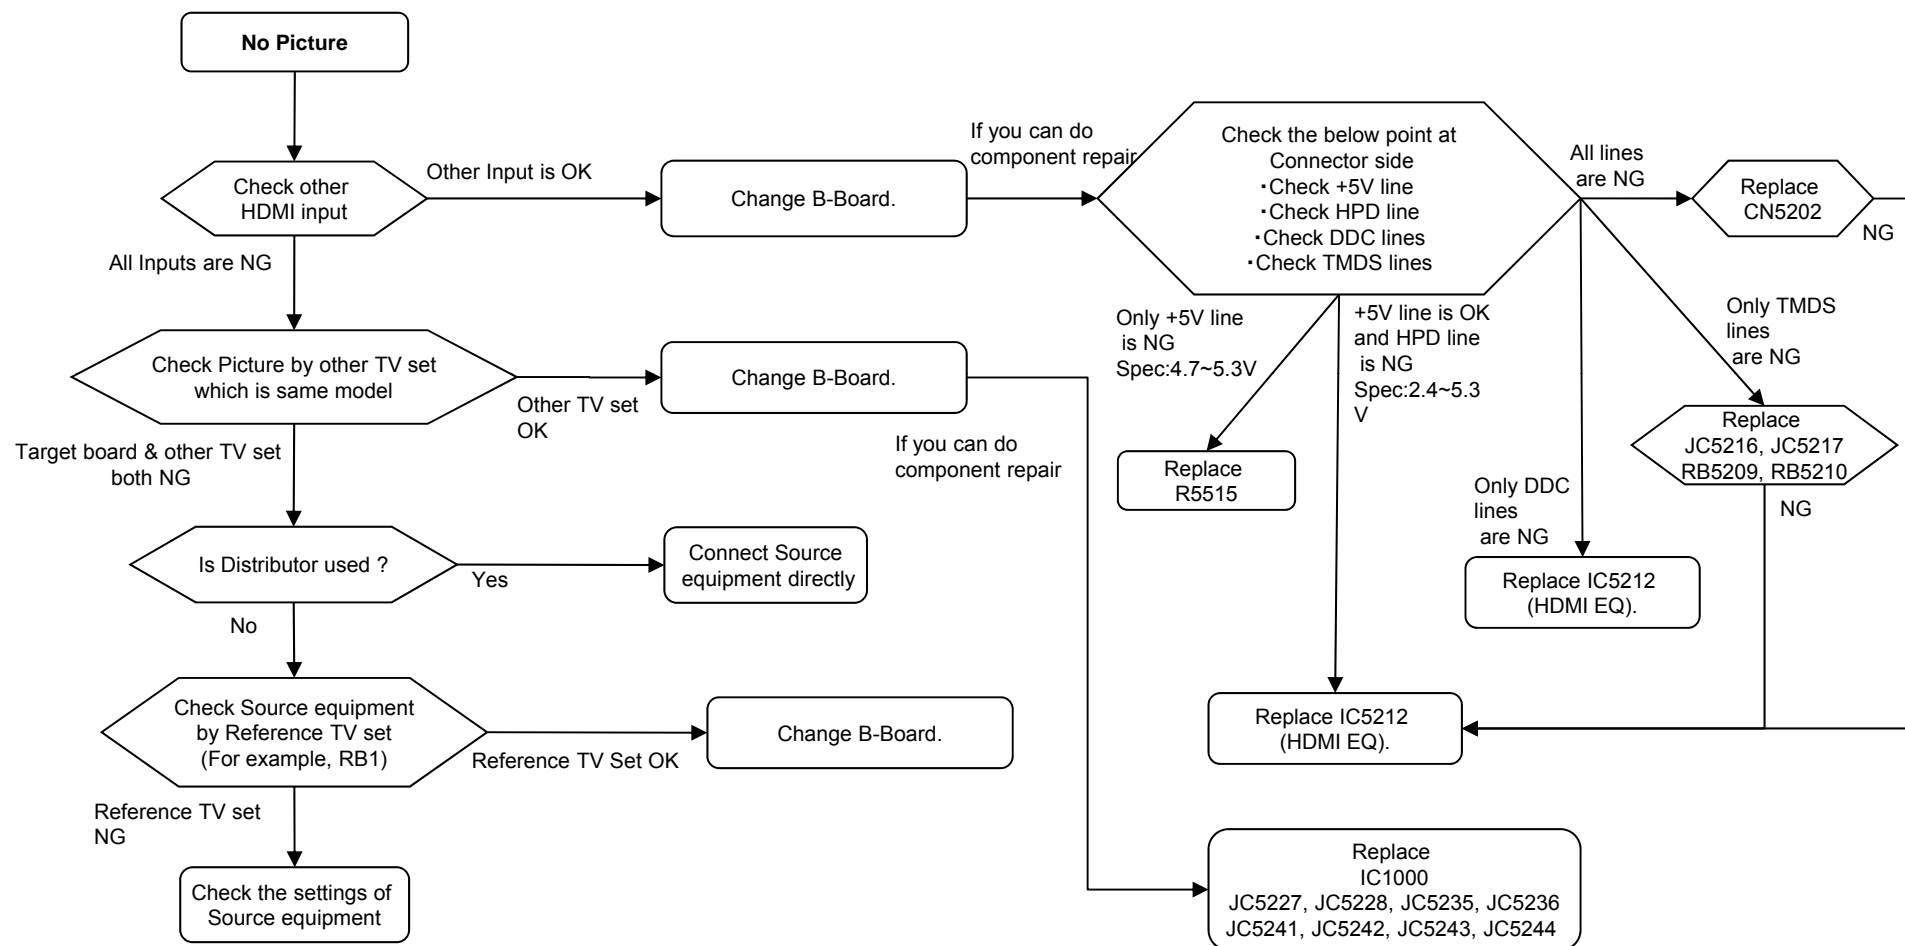 No Picture
Check other
HDMI input
Other Input is OK
Change B-Board.
If you can do
component repair
Check the below point at
Connector side
・Check +5V line
・Check HPD line
・Check DDC lines
・Check TMDS lines
All lines
are NG
Replace
CN5202
NG
All Inputs are NG
Check Picture by other TV set
which is same model
Other TV set
OK
Change B-Board.
If you can do
component repair
Only +5V line
is NG
Spec:4.7~5.3V
+5V line is OK
and HPD line
is NG
Spec:2.4~5.3
V
Only TMDS
lines
are NG
Replace
R5515
Replace
JC5216, JC5217
RB5209, RB5210
NG
Only DDC
lines
are NG
Replace IC5212
(HDMI EQ).
Target board & other TV set
both NG
Is Distributor used ?
Yes
Connect Source
equipment directly
No
Check Source equipment
by Reference TV set
(For example, RB1)
Reference TV Set OK
Change B-Board.
Replace IC5212
(HDMI EQ).
Reference TV set
NG
Check the settings of
Source equipment
Replace
IC1000
JC5227, JC5228, JC5235, JC5236
JC5241, JC5242, JC5243, JC5244